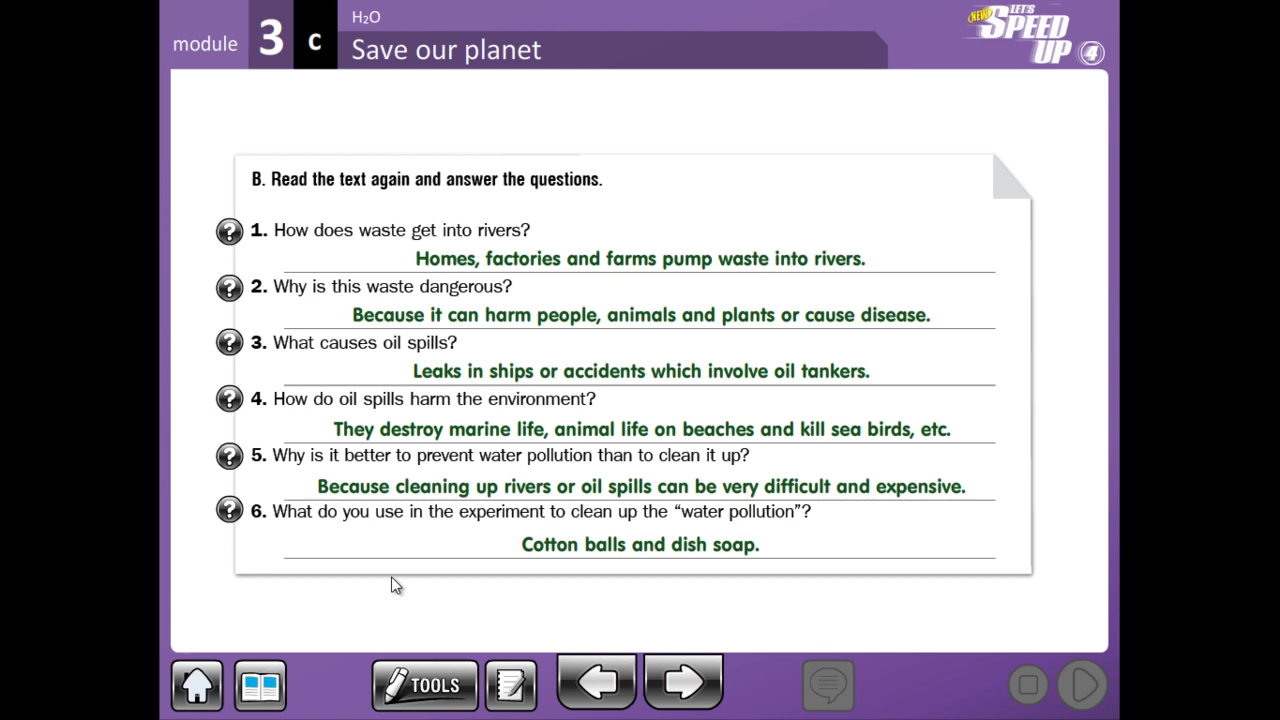 H₂O
module 3 c Save our planet
NEW LET'S SPEED UP 4
B. Read the text again and answer the questions.
1. How does waste get into rivers?
Homes, factories and farms pump waste into rivers.
2. Why is this waste dangerous?
Because it can harm people, animals and plants or cause disease.
3. What causes oil spills?
Leaks in ships or accidents which involve oil tankers.
4. How do oil spills harm the environment?
They destroy marine life, animal life on beaches and kill sea birds, etc.
5. Why is it better to prevent water pollution than to clean it up?
Because cleaning up rivers or oil spills can be very difficult and expensive.
6. What do you use in the experiment to clean up the “water pollution”?
Cotton balls and dish soap.
TOOLS